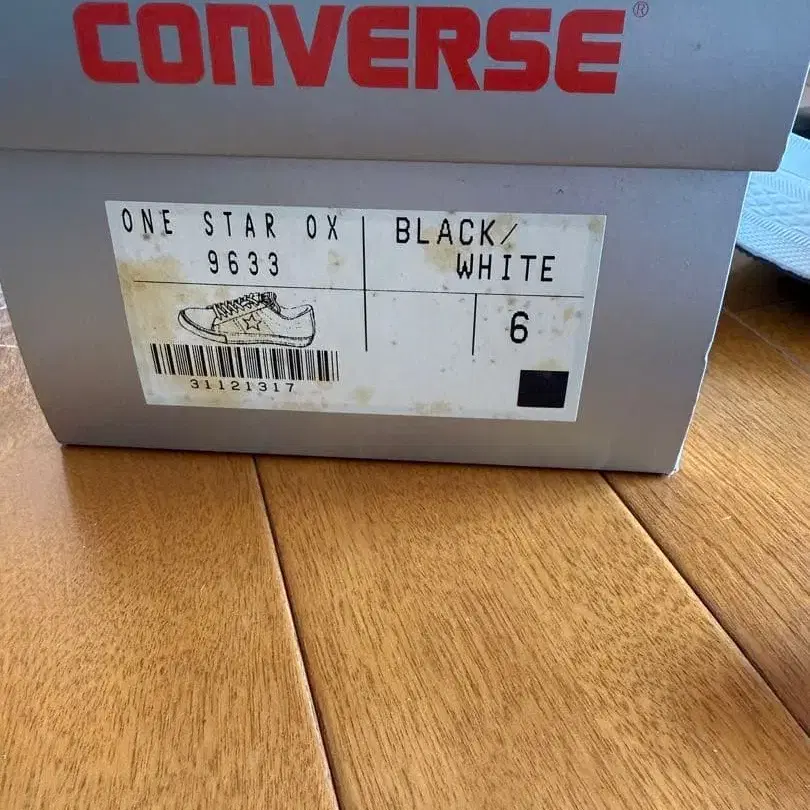 CONVERSE®
ONE STAR OX
9633
BLACK/
WHITE
6
31121317